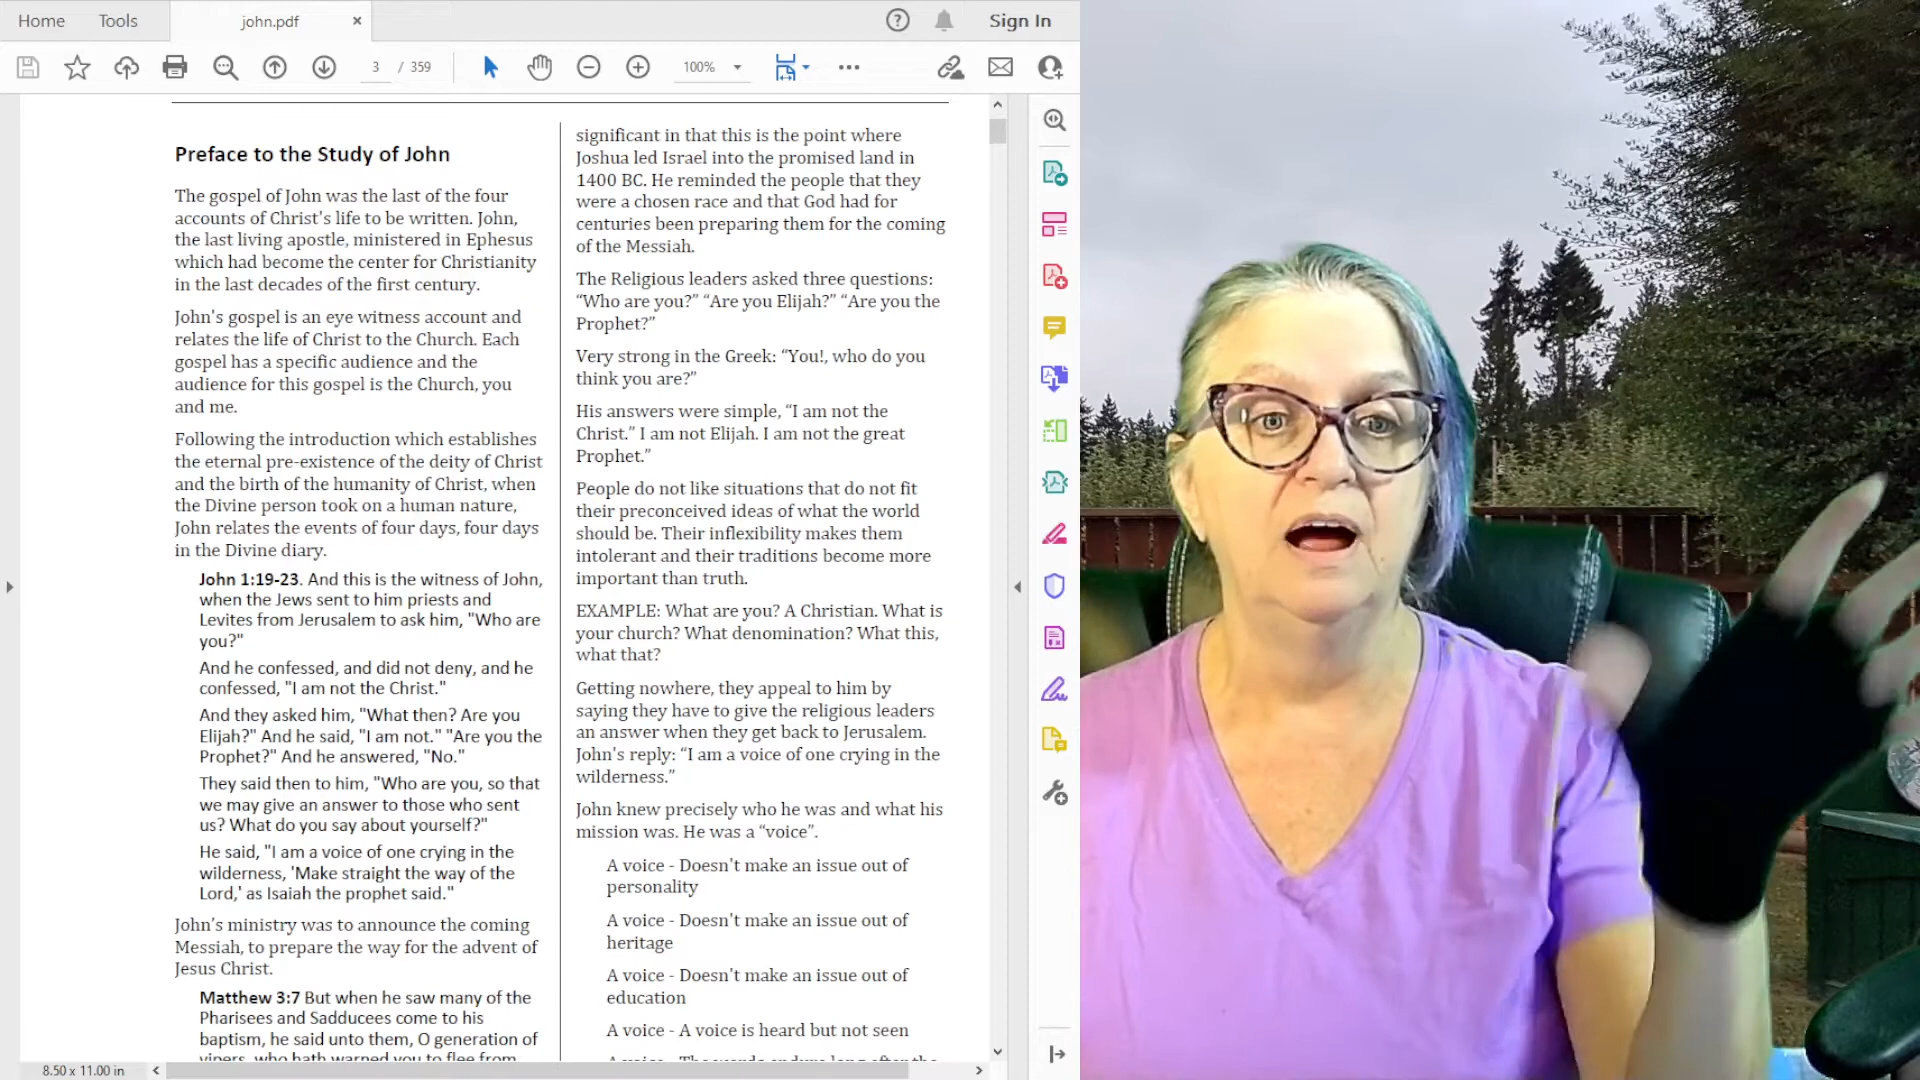 Home
Tools
john.pdf
Sign In
3 / 359
100%
Preface to the Study of John
The gospel of John was the last of the four
accounts of Christ's life to be written. John,
the last living apostle, ministered in Ephesus
which had become the center for Christianity
in the last decades of the first century.
John's gospel is an eye witness account and
relates the life of Christ to the Church. Each
gospel has a specific audience and the
audience for this gospel is the Church, you
and me.
Following the introduction which establishes
the eternal pre-existence of the deity of Christ
and the birth of the humanity of Christ, when
the Divine person took on a human nature,
John relates the events of four days, four days
in the Divine diary.
John 1:19-23. And this is the witness of John,
when the Jews sent to him priests and
Levites from Jerusalem to ask him, "Who are
you?"
And he confessed, and did not deny, and he
confessed, "I am not the Christ."
And they asked him, "What then? Are you
Elijah?" And he said, "I am not." "Are you the
Prophet?" And he answered, "No."
They said then to him, "Who are you, so that
we may give an answer to those who sent
us? What do you say about yourself?"
He said, "I am a voice of one crying in the
wilderness, 'Make straight the way of the
Lord,' as Isaiah the prophet said."
John's ministry was to announce the coming
Messiah, to prepare the way for the advent of
Jesus Christ.
Matthew 3:7 But when he saw many of the
Pharisees and Sadducees come to his
baptism, he said unto them, O generation of
vipers, who hath warned you to flee from
significant in that this is the point where
Joshua led Israel into the promised land in
1400 BC. He reminded the people that they
were a chosen race and that God had for
centuries been preparing them for the coming
of the Messiah.
The Religious leaders asked three questions:
“Who are you?” “Are you Elijah?” “Are you the
Prophet?”
Very strong in the Greek: “You!, who do you
think you are?”
His answers were simple, “I am not the
Christ.” I am not Elijah. I am not the great
Prophet.”
People do not like situations that do not fit
their preconceived ideas of what the world
should be. Their inflexibility makes them
intolerant and their traditions become more
important than truth.
EXAMPLE: What are you? A Christian. What is
your church? What denomination? What this,
what that?
Getting nowhere, they appeal to him by
saying they have to give the religious leaders
an answer when they get back to Jerusalem.
John's reply: “I am a voice of one crying in the
wilderness.”
John knew precisely who he was and what his
mission was. He was a “voice”.
A voice - Doesn't make an issue out of
personality
A voice - Doesn't make an issue out of
heritage
A voice - Doesn't make an issue out of
education
A voice - A voice is heard but not seen
8.50 x 11.00 in